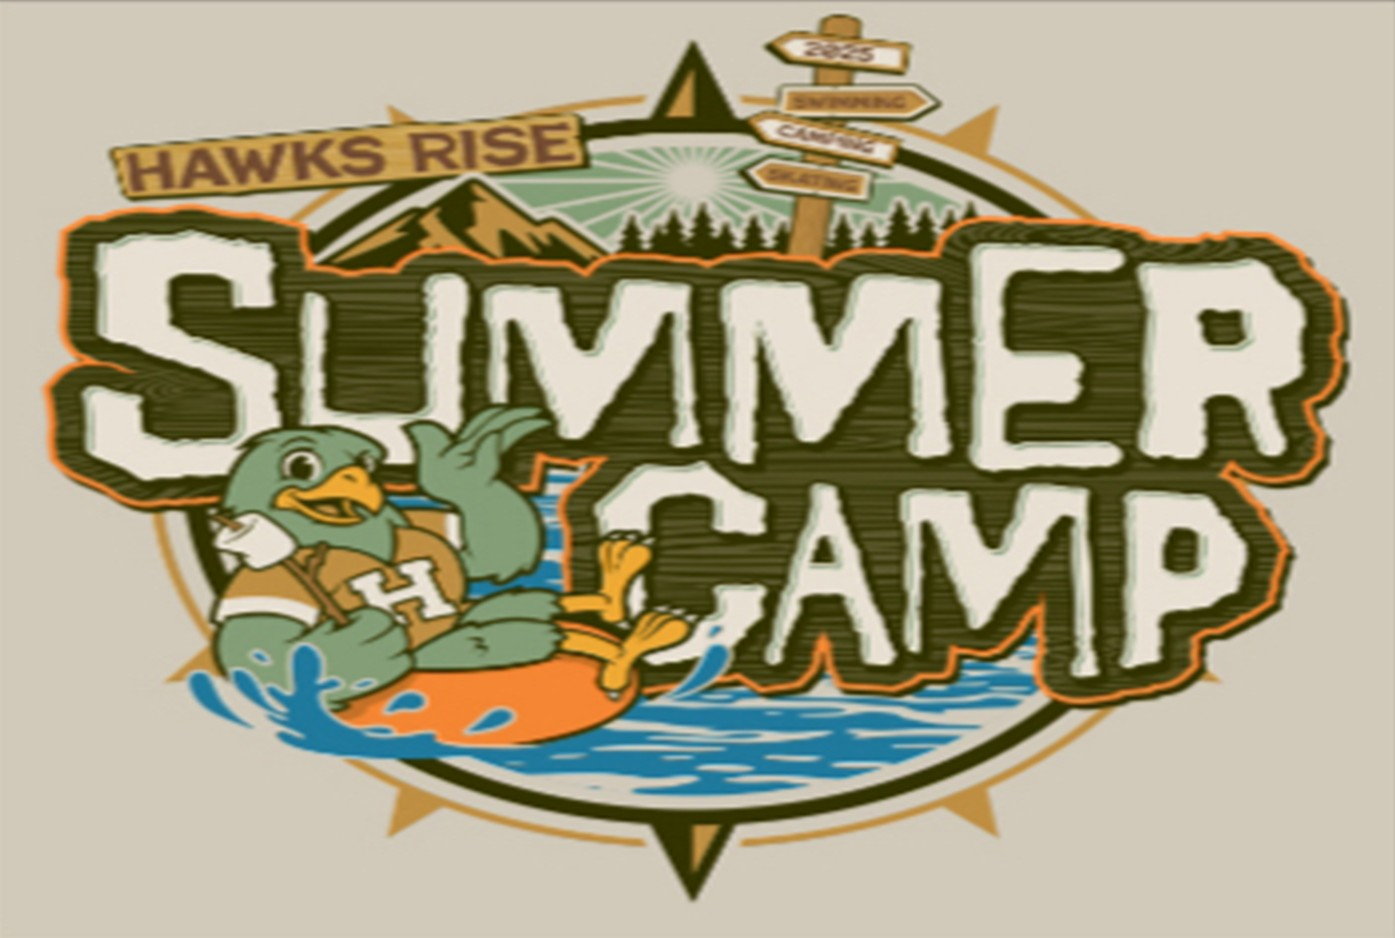 2025
SWIMMING
CAMPING
SKATING
HAWKS RISE
SUMMER
CAMP
H